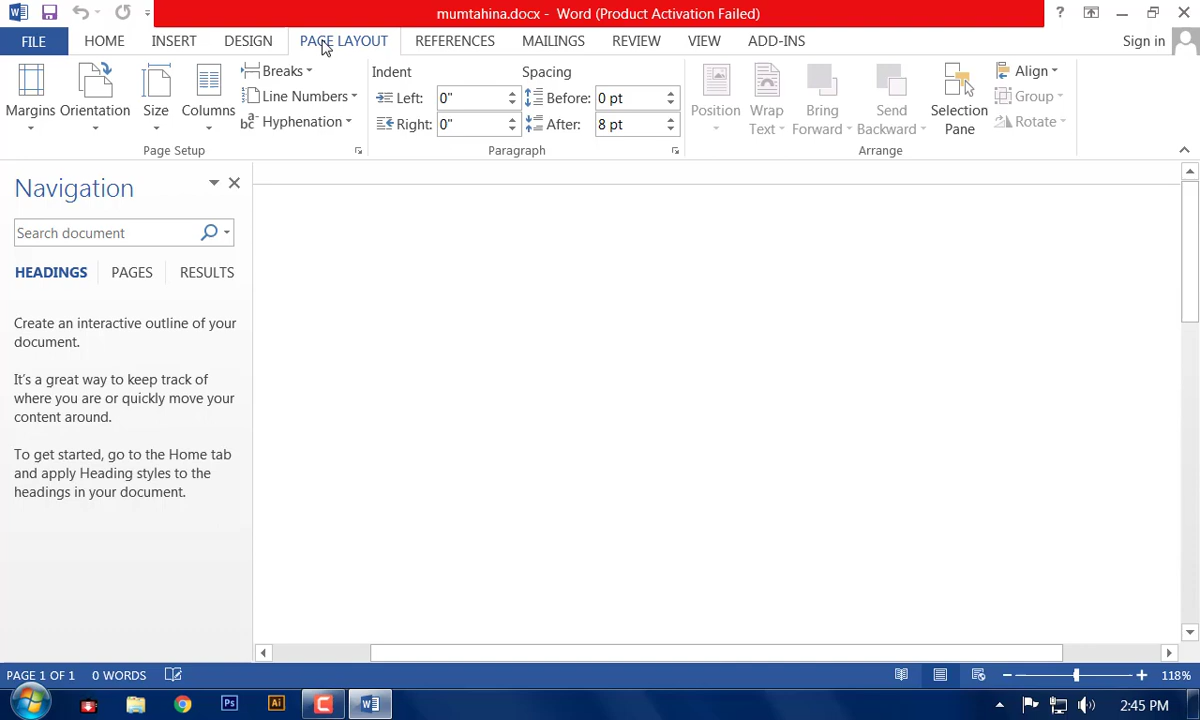 mumtahina.docx - Word (Product Activation Failed)
?
FILE HOME INSERT DESIGN PAGE LAYOUT REFERENCES MAILINGS REVIEW VIEW ADD-INS Sign in
Margins Orientation Size Columns
Breaks
Line Numbers
Hyphenation
Page Setup
Indent
Left: 0"
Right: 0"
Spacing
Before: 0 pt
After: 8 pt
Paragraph
Position
Wrap
Text
Bring
Forward
Send
Backward
Selection
Pane
Align
Group
Rotate
Arrange
Navigation
Search document
HEADINGS PAGES RESULTS
Create an interactive outline of your
document.
It's a great way to keep track of
where you are or quickly move your
content around.
To get started, go to the Home tab
and apply Heading styles to the
headings in your document.
PAGE 1 OF 1 0 WORDS 118%
Ps Ai 2:45 PM